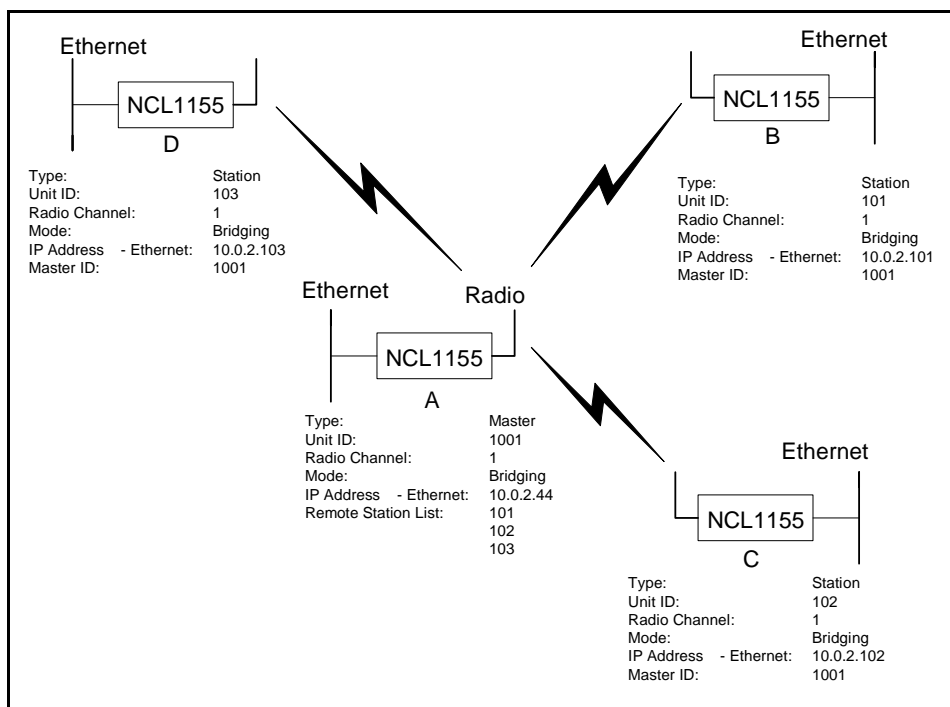 Ethernet
NCL1155
D
Type: Station
Unit ID: 103
Radio Channel: 1
Mode: Bridging
IP Address - Ethernet: 10.0.2.103
Master ID: 1001
Ethernet
NCL1155
B
Type: Station
Unit ID: 101
Radio Channel: 1
Mode: Bridging
IP Address - Ethernet: 10.0.2.101
Master ID: 1001
Ethernet
Radio
NCL1155
A
Type: Master
Unit ID: 1001
Radio Channel: 1
Mode: Bridging
IP Address - Ethernet: 10.0.2.44
Remote Station List: 101
102
103
Ethernet
NCL1155
C
Type: Station
Unit ID: 102
Radio Channel: 1
Mode: Bridging
IP Address - Ethernet: 10.0.2.102
Master ID: 1001